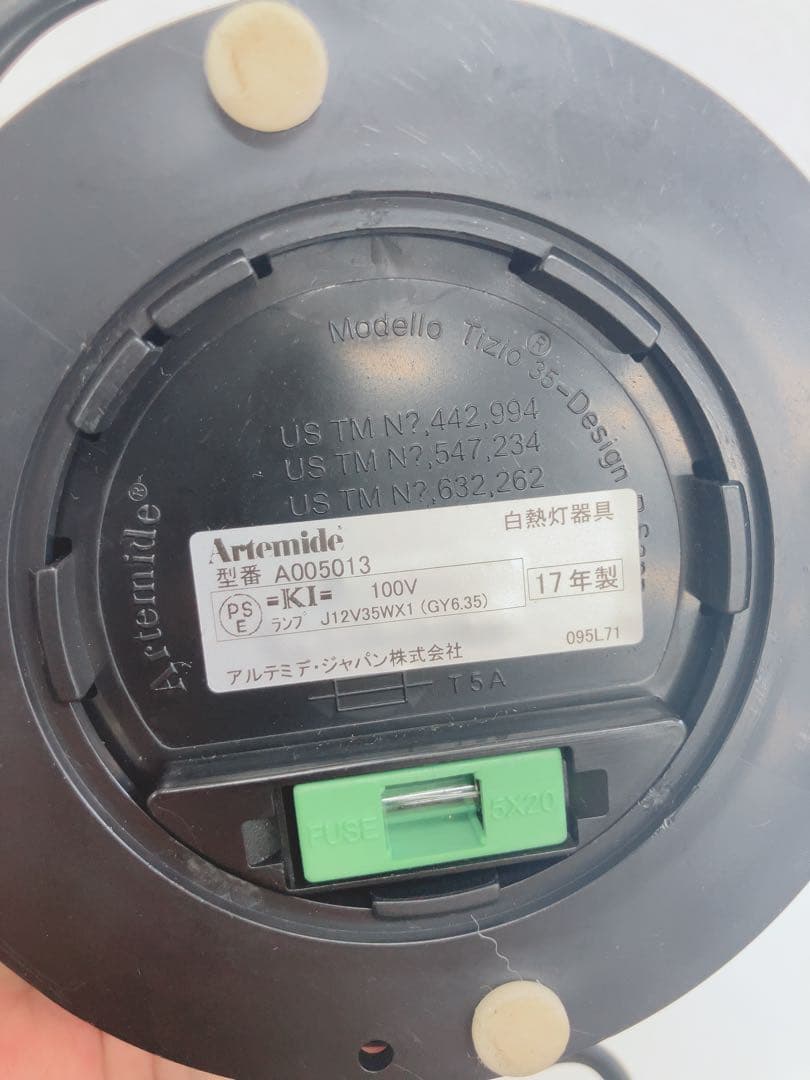 Modello Tizio® 35-Design
US TM N?,442,994
US TM N?,547,234
US TM N?,632,262
Artemide®
Artemide
白熱灯器具
型番 A005013
PS E =KI= 100V
17年製
ランプ J12V35WX1 (GY6.35)
アルテミデ・ジャパン株式会社
095L71
T5A
FUSE 5X20